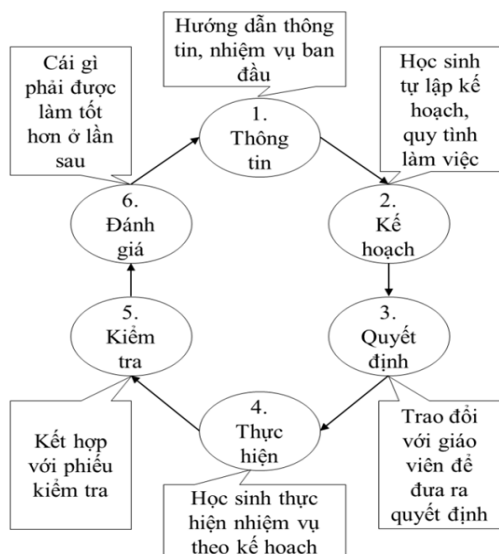 Hướng dẫn thông
tin, nhiệm vụ ban
đầu
1.
Thông
tin
Học sinh
tự lập kế
hoạch,
quy tình
làm việc
2.
Kế
hoạch
3.
Quyết
định
Trao đổi
với giáo
viên để
đưa ra
quyết định
4.
Thực
hiện
Học sinh thực
hiện nhiệm vụ
theo kế hoạch
5.
Kiểm
tra
Kết hợp
với phiếu
kiểm tra
6.
Đánh
giá
Cái gì
phải được
làm tốt
hơn ở lần
sau